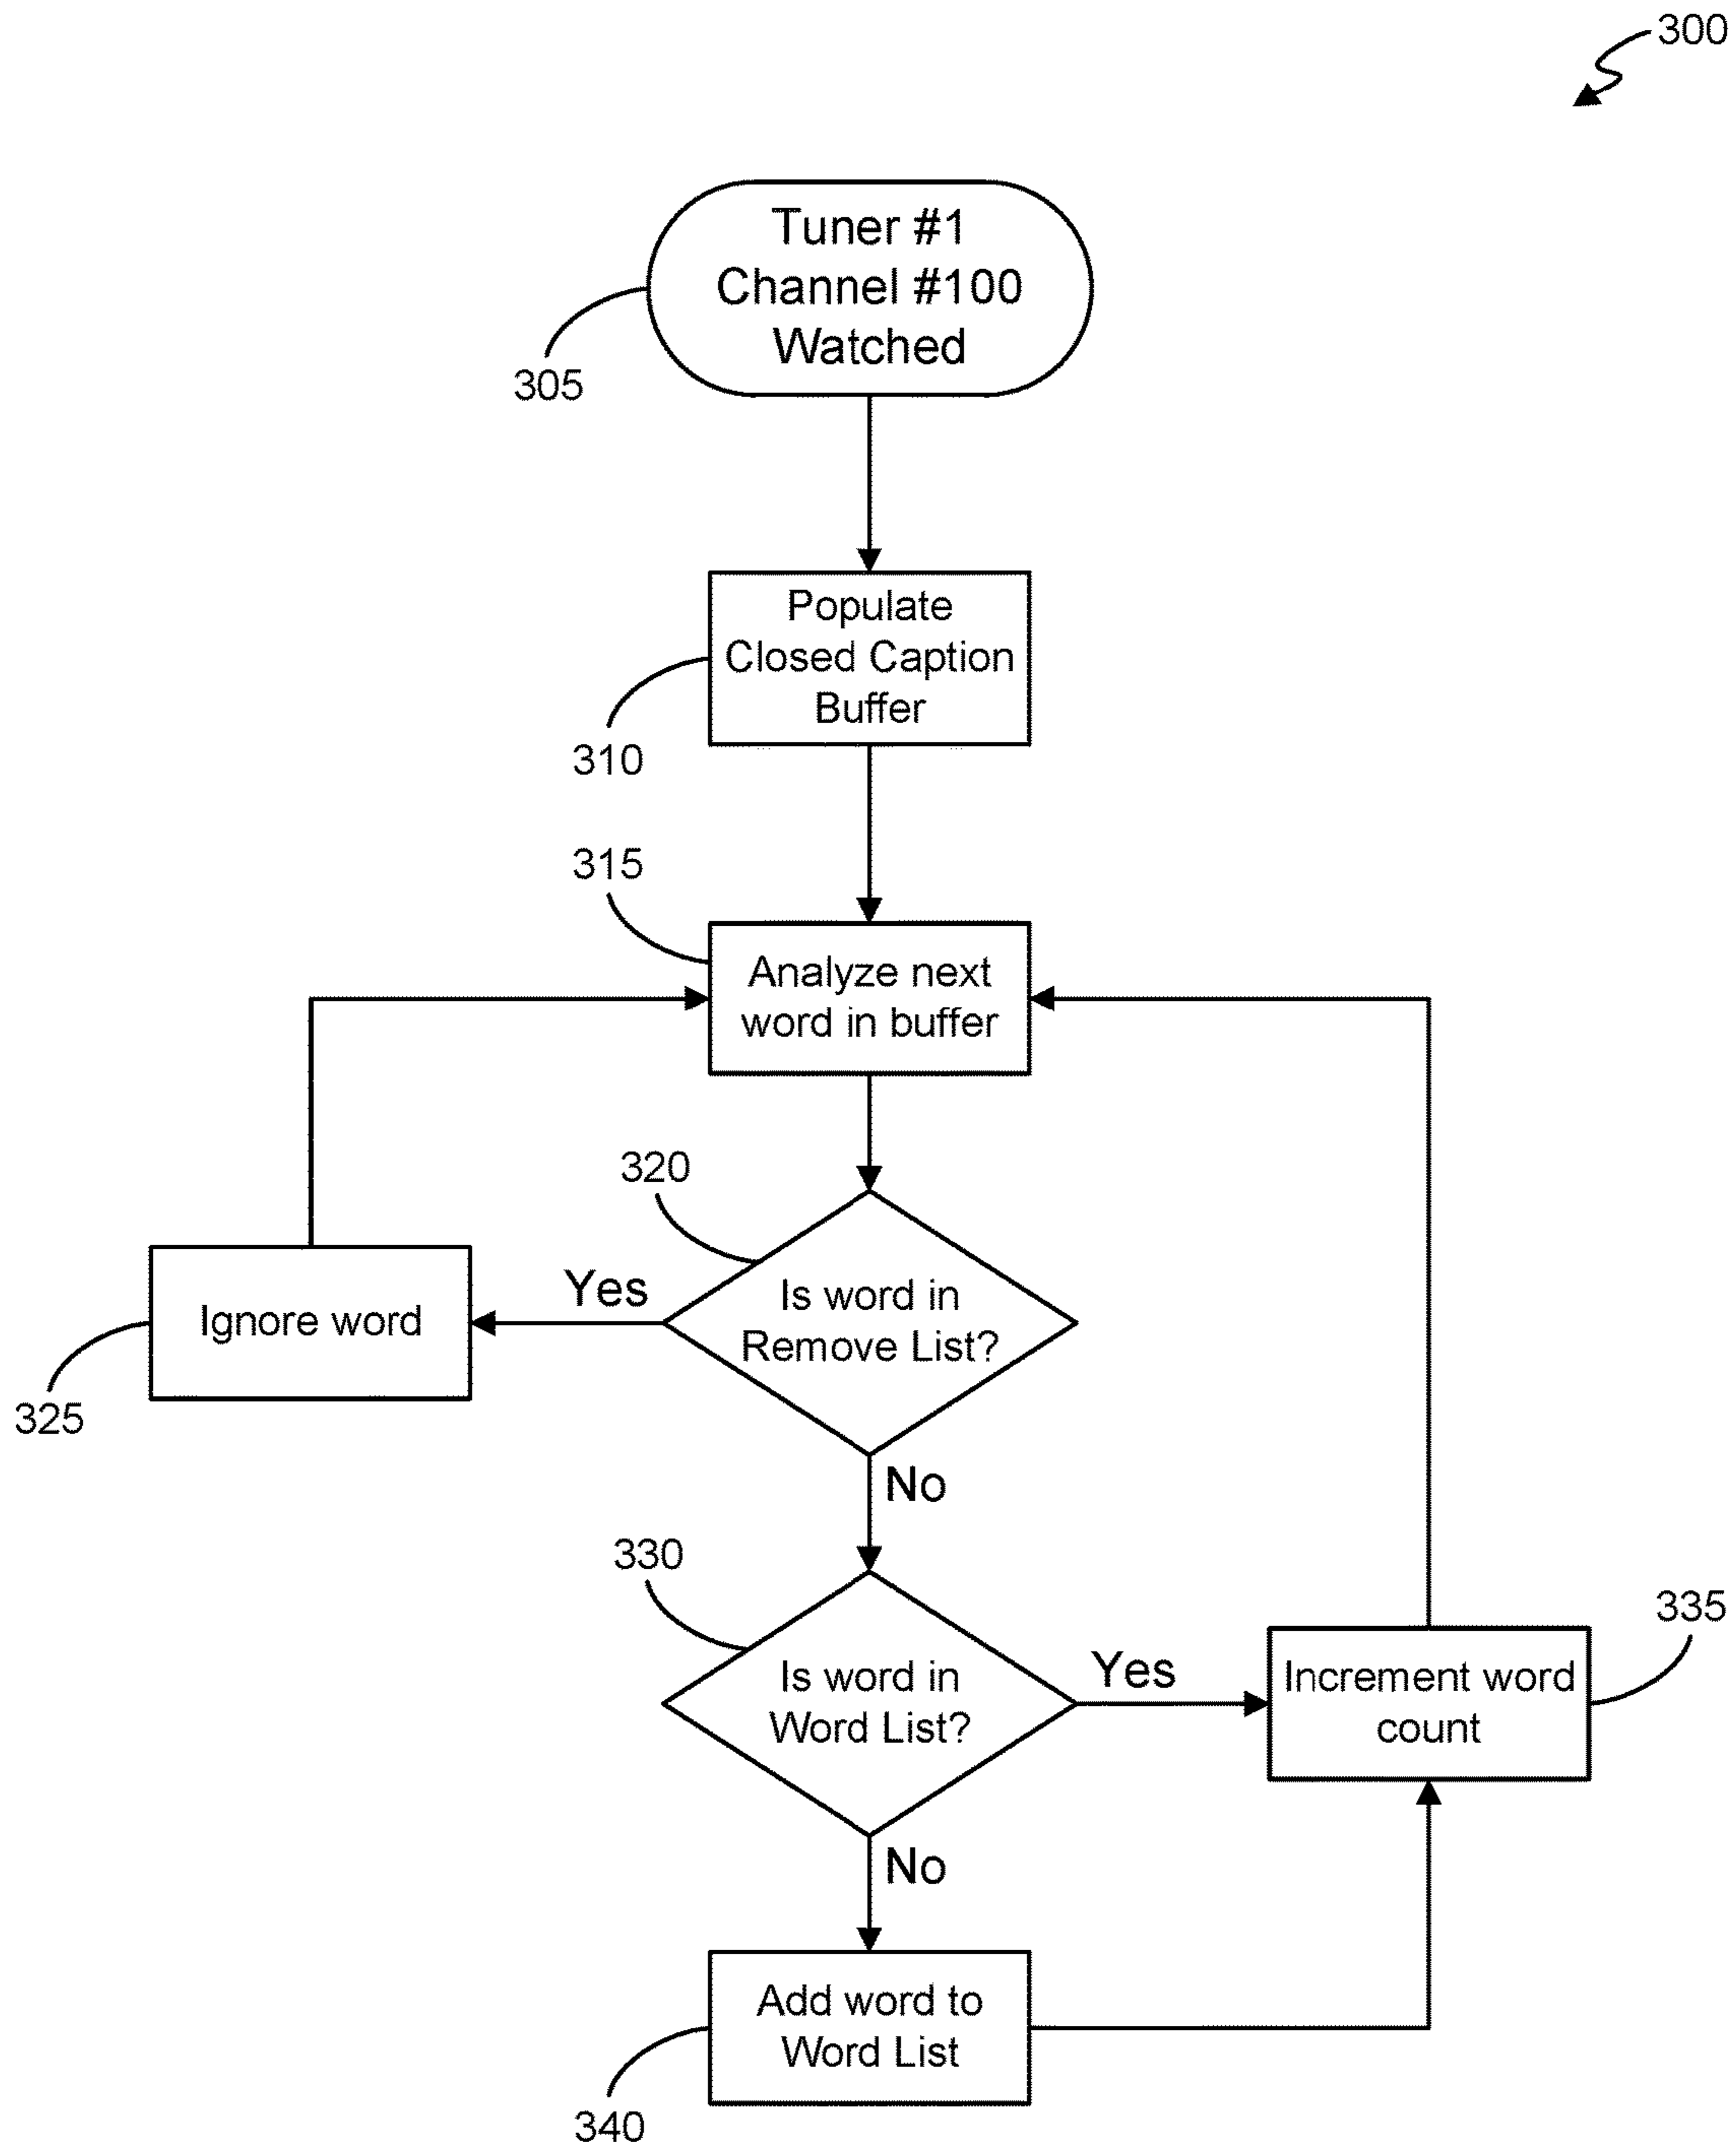 300
Tuner #1
Channel #100
Watched
305
Populate
Closed Caption
Buffer
310
315
Analyze next
word in buffer
320
Yes
Is word in
Remove List?
Ignore word
325
No
330
Is word in
Word List?
Yes
335
Increment word
count
No
Add word to
Word List
340